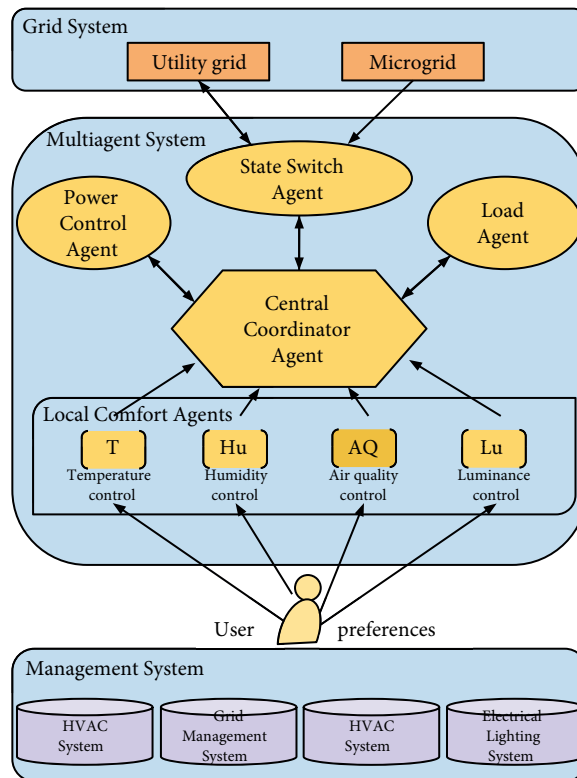 Grid System
Utility grid
Microgrid
Multiagent System
State Switch
Agent
Power
Control
Agent
Load
Agent
Central
Coordinator
Agent
Local Comfort Agents
T
Hu
AQ
Lu
Temperature
control
Humidity
control
Air quality
control
Luminance
control
User
preferences
Management System
HVAC
System
Grid
Management
System
HVAC
System
Electrical
Lighting
System